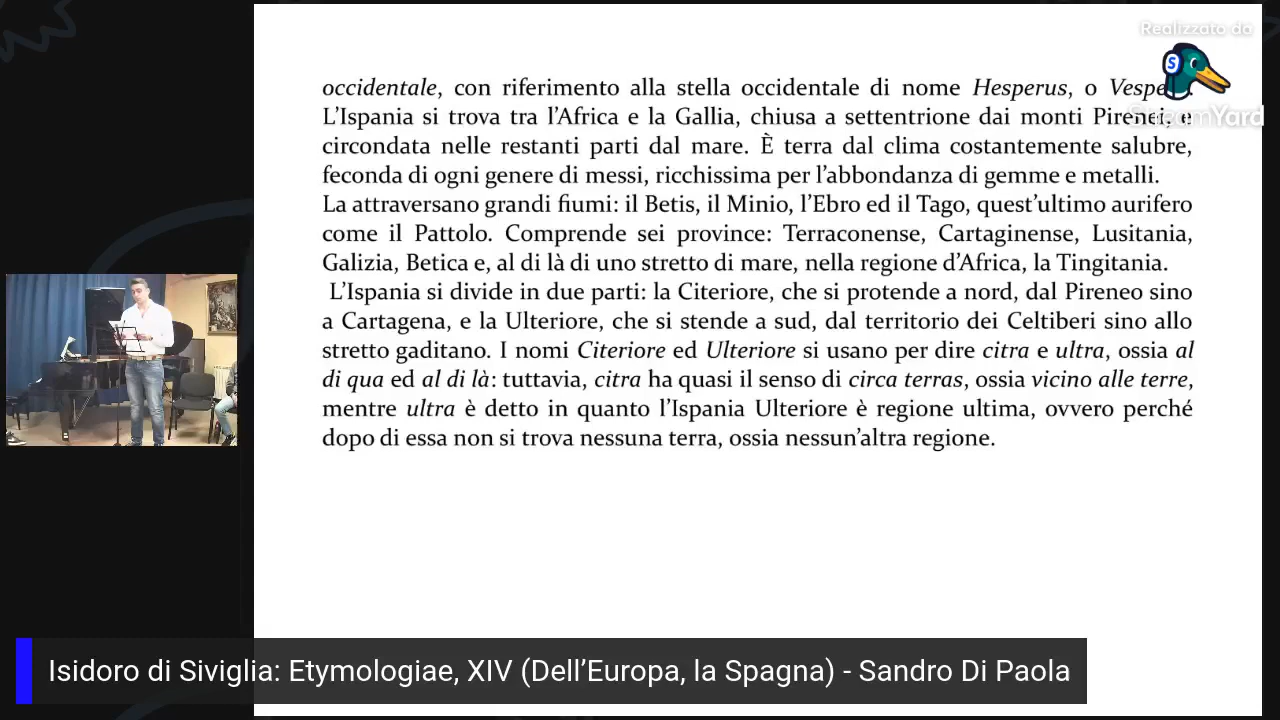 Realizzato da
StreamYard
occidentale, con riferimento alla stella occidentale di nome Hesperus, o
L’Ispania si trova tra l’Africa e la Gallia, chiusa a settentrione dai monti Pirenei, e
circondata nelle restanti parti dal mare. È terra dal clima costantemente salubre,
feconda di ogni genere di messi, ricchissima per l’abbondanza di gemme e metalli.
La attraversano grandi fiumi: il Betis, il Minio, l’Ebro ed il Tago, quest’ultimo aurifero
come il Pattolo. Comprende sei province: Terraconense, Cartaginense, Lusitania,
Galizia, Betica e, al di là di uno stretto di mare, nella regione d’Africa, la Tingitania.
L’Ispania si divide in due parti: la Citeriore, che si protende a nord, dal Pireneo sino
a Cartagena, e la Ulteriore, che si stende a sud, dal territorio dei Celtiberi sino allo
stretto gaditano. I nomi Citeriore ed Ulteriore si usano per dire citra e ultra, ossia al
di qua ed al di là: tuttavia, citra ha quasi il senso di circa terras, ossia vicino alle terre,
mentre ultra è detto in quanto l’Ispania Ulteriore è regione ultima, ovvero perché
dopo di essa non si trova nessuna terra, ossia nessun’altra regione.
Isidoro di Siviglia: Etymologiae, XIV (Dell’Europa, la Spagna) - Sandro Di Paola